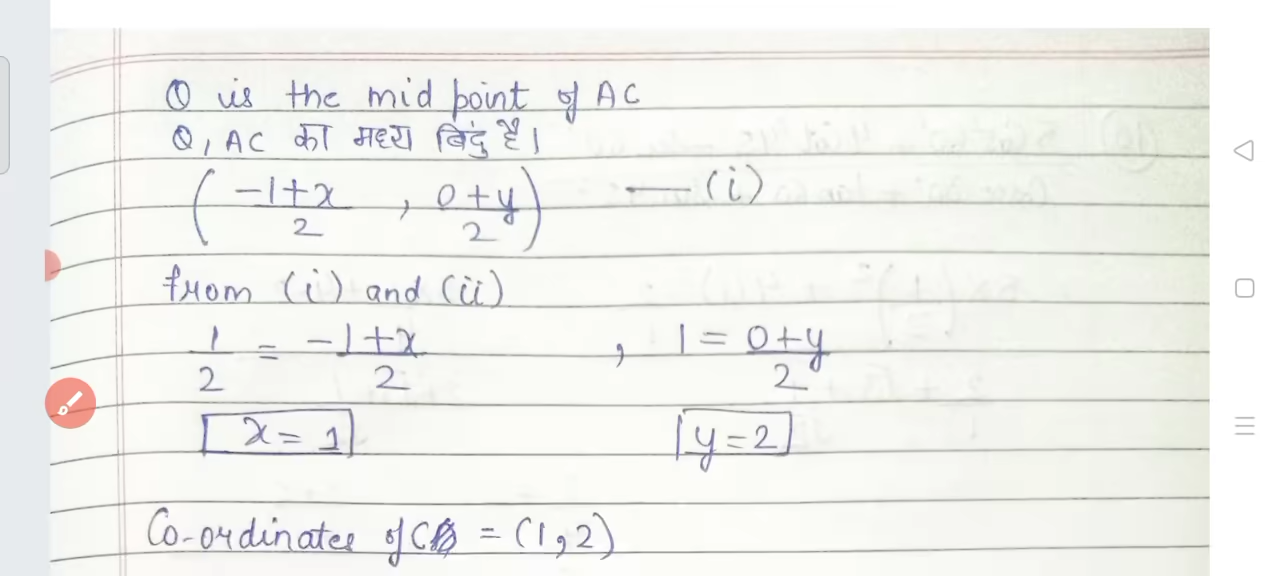 Q is the mid point of AC
Q, AC का मध्य बिंदु है।
( -1+x/2 , 0+y/2 ) — (i)
from (i) and (ii)
1/2 = -1+x/2 , 1 = 0+y/2
x = 1 y = 2
Co-ordinates of C = (1,2)